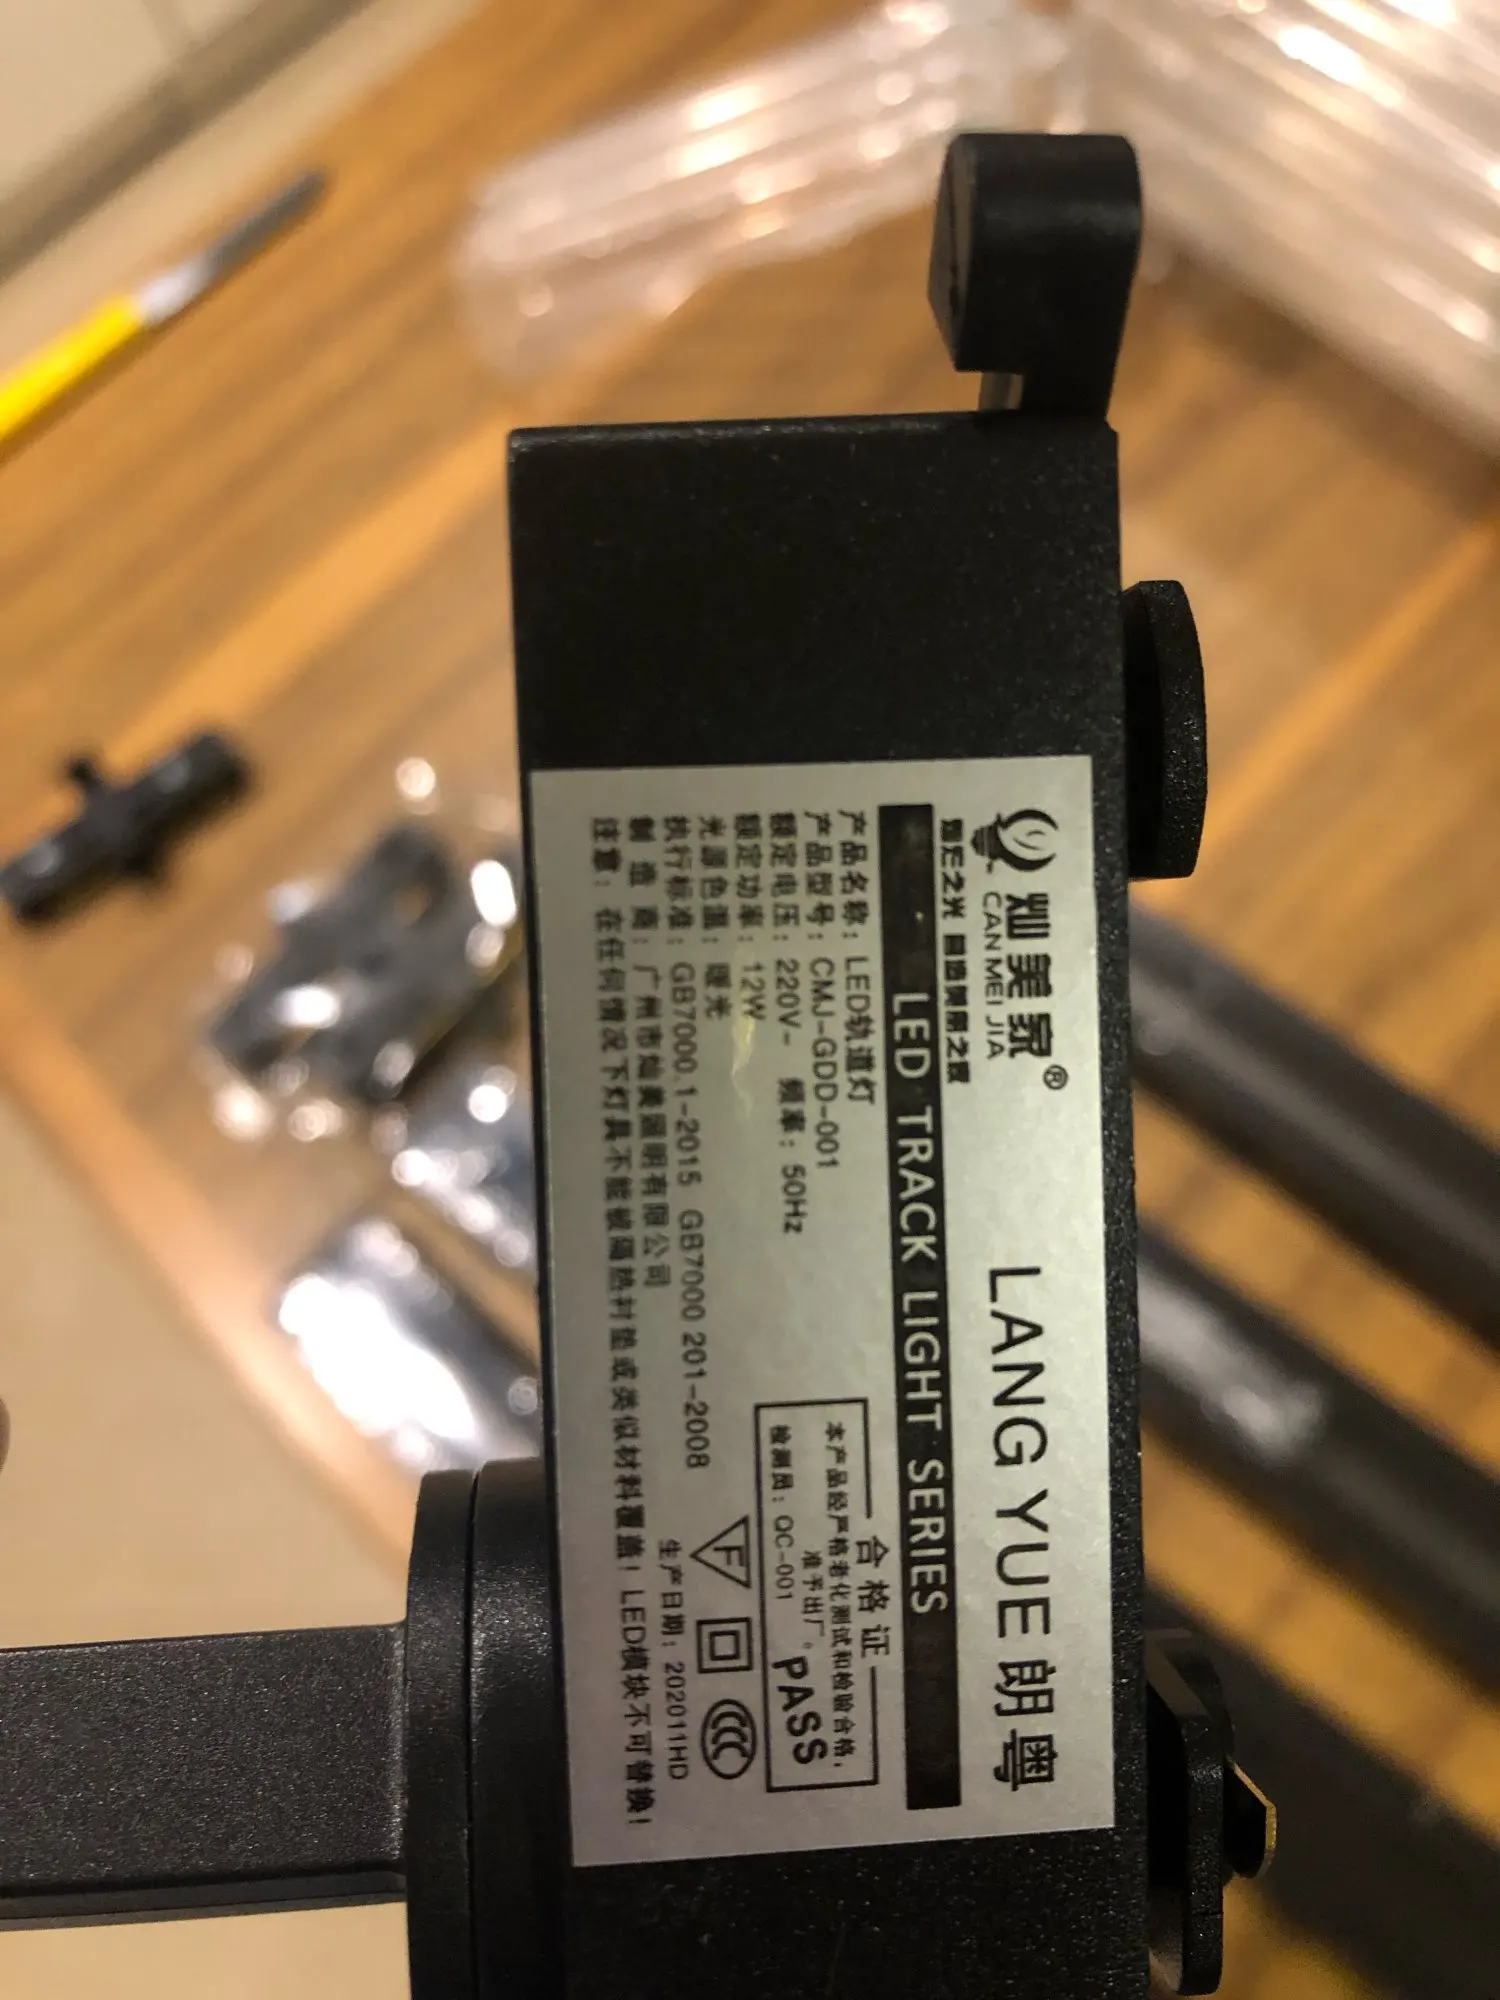 灿美家®
CAN MEI JIA
LANG YUE 朗粤
LED TRACK LIGHT SERIES
产品名称：LED轨道灯
产品型号：CMJ-GDD-001
额定电压：220V~ 频率：50Hz
额定功率：12W
光源色温：暖光
执行标准：GB7000.1-2015 GB7000 201-2008
制造商：广州市灿美照明有限公司
注意：在任何情况下灯具不能被隔热衬垫或类似材料覆盖！LED模块不可替换！
合格证
本产品经严格老化测试和检验合格，
准予出厂。
检测员：QC-001
PASS
F
生产日期：202011HD